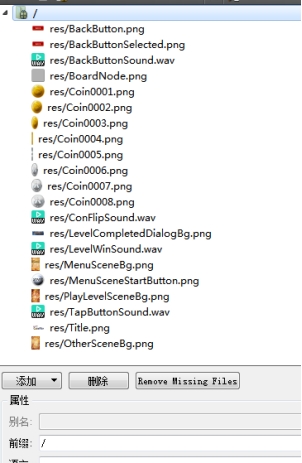 /
res/BackButton.png
res/BackButtonSelected.png
res/BackButtonSound.wav
res/BoardNode.png
res/Coin0001.png
res/Coin0002.png
res/Coin0003.png
res/Coin0004.png
res/Coin0005.png
res/Coin0006.png
res/Coin0007.png
res/Coin0008.png
res/ConFlipSound.wav
res/LevelCompletedDialogBg.png
res/LevelWinSound.wav
res/MenuSceneBg.png
res/MenuSceneStartButton.png
res/PlayLevelSceneBg.png
res/TapButtonSound.wav
res/Title.png
res/OtherSceneBg.png
添加 删除 Remove Missing Files
属性
别名:
前缀: /